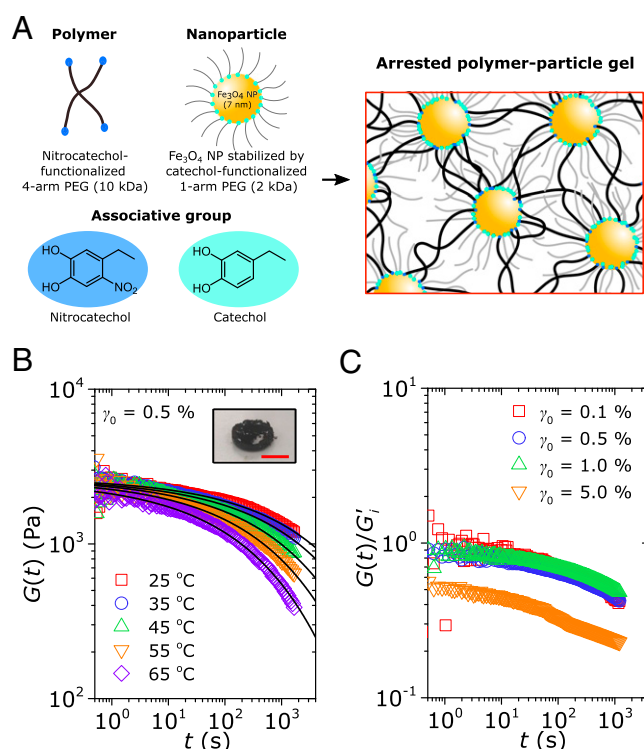 A
Polymer
Nanoparticle
Fe3O4 NP
(7 nm)
Nitrocatechol-
functionalized
4-arm PEG (10 kDa)
Fe3O4 NP stabilized by
catechol-functionalized
1-arm PEG (2 kDa)
Associative group
HO
HO
NO2
Nitrocatechol
HO
HO
Catechol
Arrested polymer-particle gel
B
γ0 = 0.5 %
25 °C
35 °C
45 °C
55 °C
65 °C
10^4
10^3
10^2
G(t) (Pa)
10^0 10^1 10^2 10^3
t (s)
C
γ0 = 0.1 %
γ0 = 0.5 %
γ0 = 1.0 %
γ0 = 5.0 %
10^1
10^0
10^-1
G(t)/G'i
10^0 10^1 10^2 10^3
t (s)